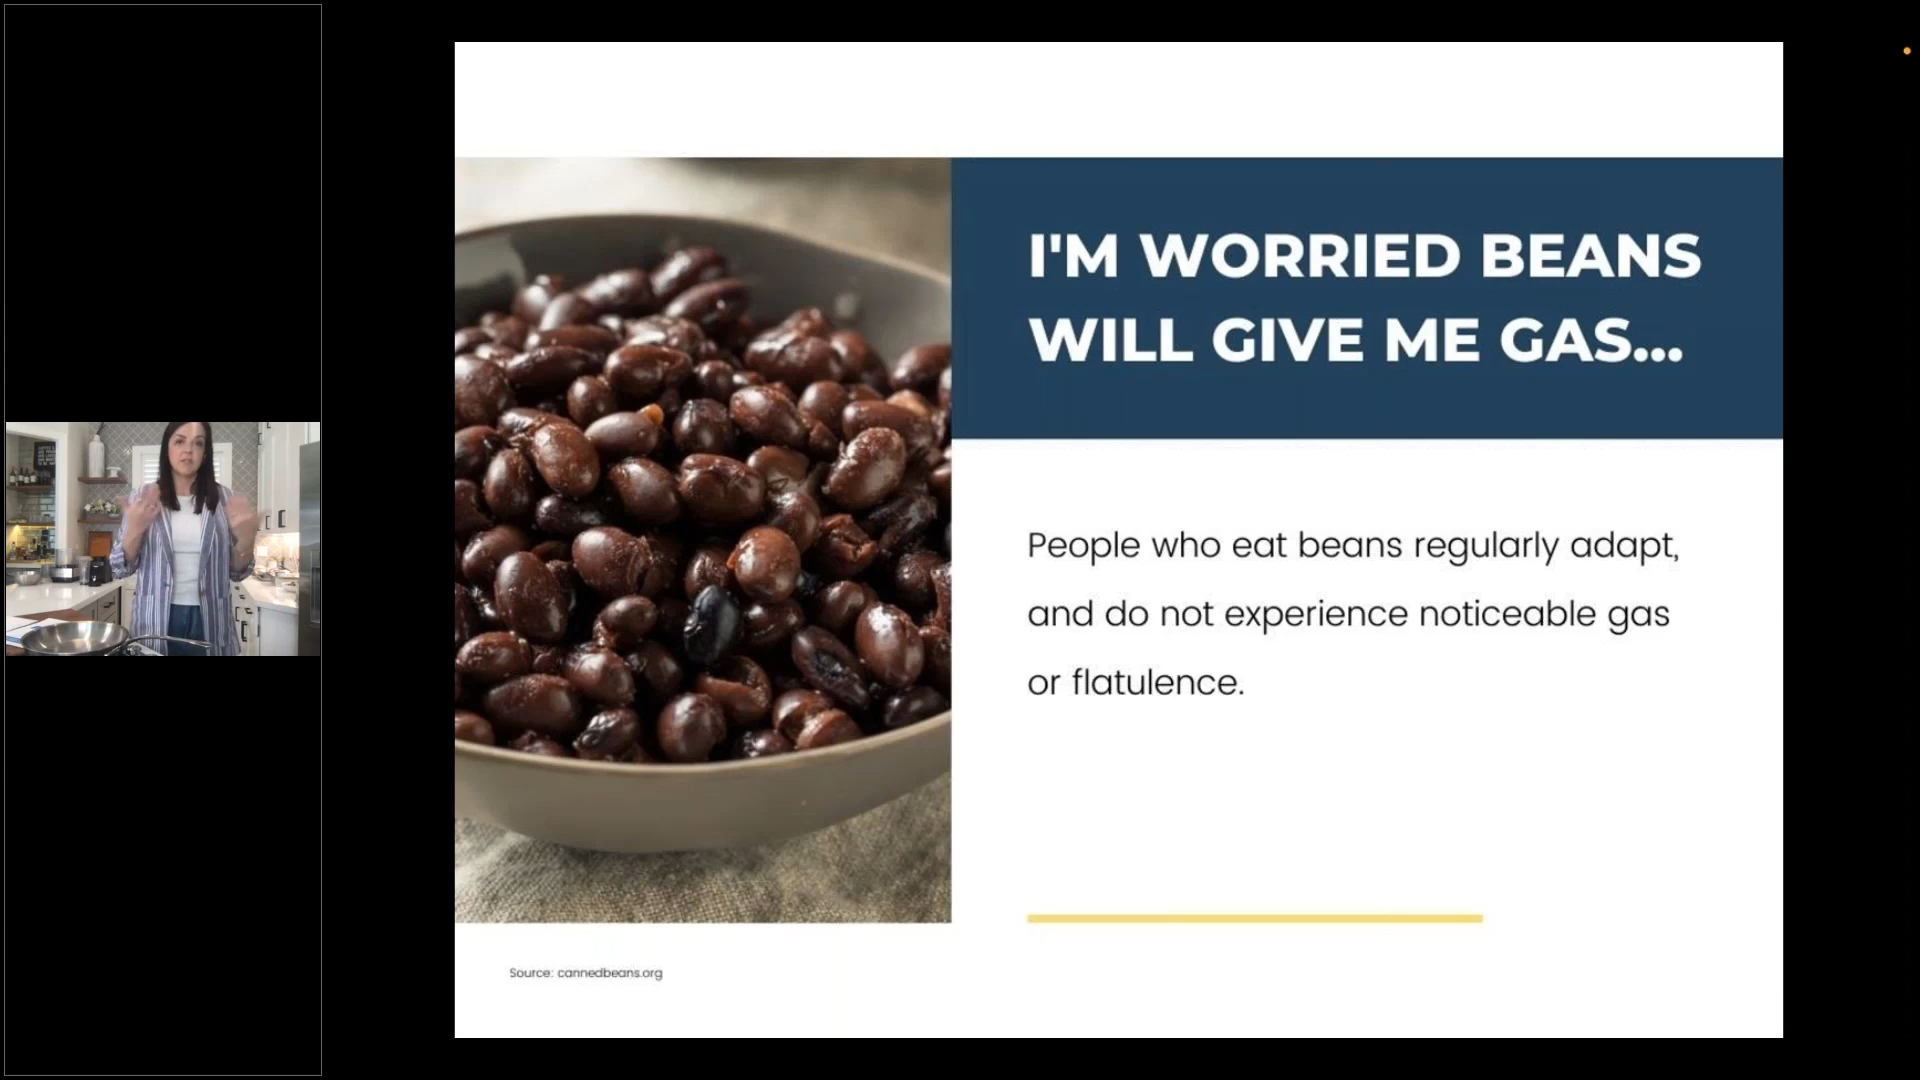 I'M WORRIED BEANS
WILL GIVE ME GAS...
People who eat beans regularly adapt,
and do not experience noticeable gas
or flatulence.
Source: cannedbeans.org